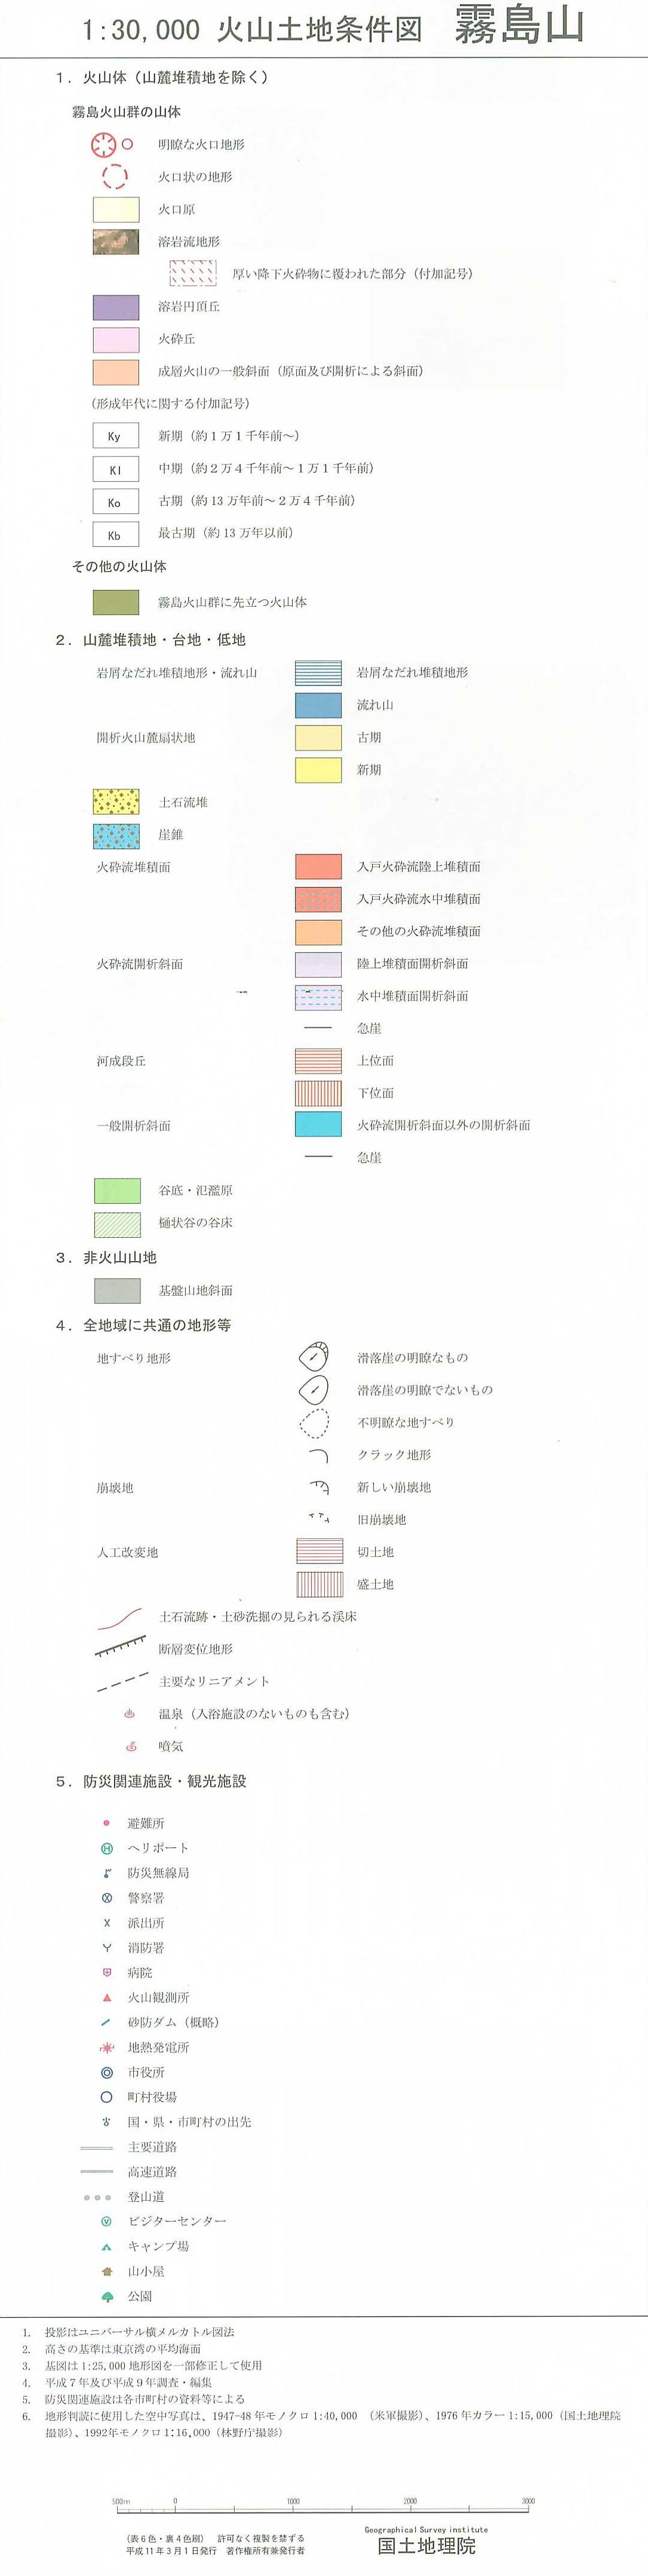 1:30,000 火山土地条件図 霧島山
1. 火山体（山麓堆積地を除く）
霧島火山群の山体
明瞭な火口地形
火口状の地形
火口原
溶岩流地形
厚い降下火砕物に覆われた部分（付加記号）
溶岩円頂丘
火砕丘
成層火山の一般斜面（原面及び開析による斜面）
（形成年代に関する付加記号）
Ky 新期（約１万１千年前～）
Kl 中期（約２万４千年前～１万１千年前）
Ko 古期（約13万年前～２万４千年前）
Kb 最古期（約13万年以前）
その他の火山体
霧島火山群に先立つ火山体
2. 山麓堆積地・台地・低地
岩屑なだれ堆積地形・流れ山 岩屑なだれ堆積地形
流れ山
開析火山麓扇状地 古期
新期
土石流堆
崖錐
火砕流堆積面 入戸火砕流陸上堆積面
入戸火砕流水中堆積面
その他の火砕流堆積面
火砕流開析斜面 陸上堆積面開析斜面
水中堆積面開析斜面
急崖
河成段丘 上位面
下位面
一般開析斜面 火砕流開析斜面以外の開析斜面
急崖
谷底・氾濫原
樋状谷の谷床
3. 非火山山地
基盤山地斜面
4. 全地域に共通の地形等
地すべり地形 滑落崖の明瞭なもの
滑落崖の明瞭でないもの
不明瞭な地すべり
クラック地形
崩壊地 新しい崩壊地
旧崩壊地
人工改変地 切土地
盛土地
土石流跡・土砂洗掘の見られる渓床
断層変位地形
主要なリニアメント
温泉（入浴施設のないものも含む）
噴気
5. 防災関連施設・観光施設
避難所
ヘリポート
防災無線局
警察署
派出所
消防署
病院
火山観測所
砂防ダム（概略）
地熱発電所
市役所
町村役場
国・県・市町村の出先
主要道路
高速道路
登山道
ビジターセンター
キャンプ場
山小屋
公園
1. 投影はユニバーサル横メルカトル図法
2. 高さの基準は東京湾の平均海面
3. 基図は1:25,000地形図を一部修正して使用
4. 平成７年及び平成９年調査・編集
5. 防災関連施設は各市町村の資料等による
6. 地形判読に使用した空中写真は、1947-48年モノクロ1:40,000 （米軍撮影）、1976年カラー1:15,000（国土地理院
撮影）、1992年モノクロ1:16,000（林野庁撮影）
500m 0 1000 2000 3000
（表６色・裏４色刷） 許可なく複製を禁ずる
平成11年３月１日発行 著作権所有兼発行者
Geographical Survey institute
国土地理院